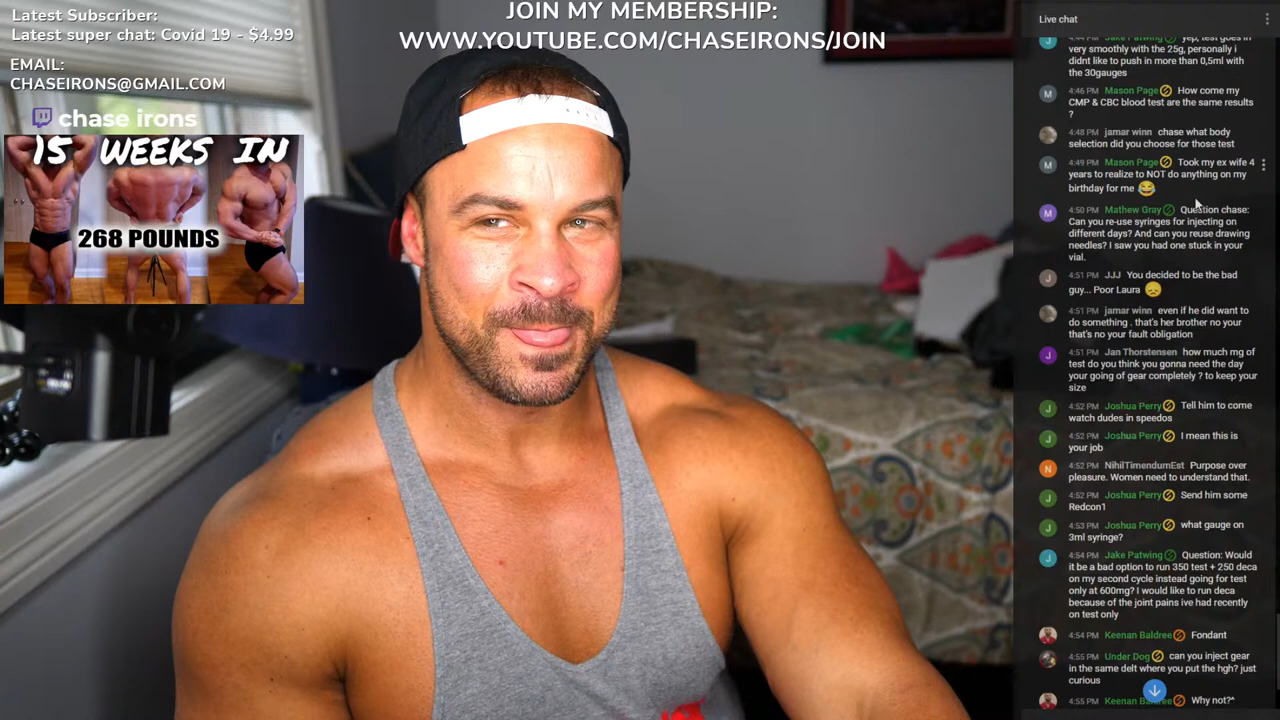 Latest Subscriber:
Latest super chat: Covid 19 - $4.99
EMAIL:
CHASEIRONS@GMAIL.COM
chase irons
15 WEEKS IN
268 POUNDS
JOIN MY MEMBERSHIP:
WWW.YOUTUBE.COM/CHASEIRONS/JOIN
Live chat
4:44 PM Jake Patwing yep, test goes in
very smoothly with the 25g, personally i
didnt like to push in more than 0,5ml with
the 30gauges
4:46 PM Mason Page How come my
CMP & CBC blood test are the same results
?
4:48 PM jamar winn chase what body
selection did you choose for those test
4:49 PM Mason Page Took my ex wife 4
years to realize to NOT do anything on my
birthday for me 😂
4:50 PM Mathew Gray Question chase:
Can you re-use syringes for injecting on
different days? And can you reuse drawing
needles? I saw you had one stuck in your
vial.
4:51 PM JJJ You decided to be the bad
guy... Poor Laura 😞
4:51 PM jamar winn even if he did want to
do something . that's her brother no your
that's no your fault obligation
4:51 PM Jan Thorstensen how much mg of
test do you think you gonna need the day
your going of gear completely ? to keep your
size
4:52 PM Joshua Perry Tell him to come
watch dudes in speedos
4:52 PM Joshua Perry I mean this is
your job
4:52 PM NihilTimendumEst Purpose over
pleasure. Women need to understand that.
4:52 PM Joshua Perry Send him some
Redcon1
4:53 PM Joshua Perry what gauge on
3ml syringe?
4:54 PM Jake Patwing Question: Would
it be a bad option to run 350 test + 250 deca
on my second cycle instead going for test
only at 600mg? I would like to run deca
because of the joint pains ive had recently
on test only
4:54 PM Keenan Baldree Fondant
4:55 PM Under Dog can you inject gear
in the same delt where you put the hgh? just
curious
4:55 PM Keenan Baldree Why not?*
M
M
M
J
J
J
J
N
J
J
J